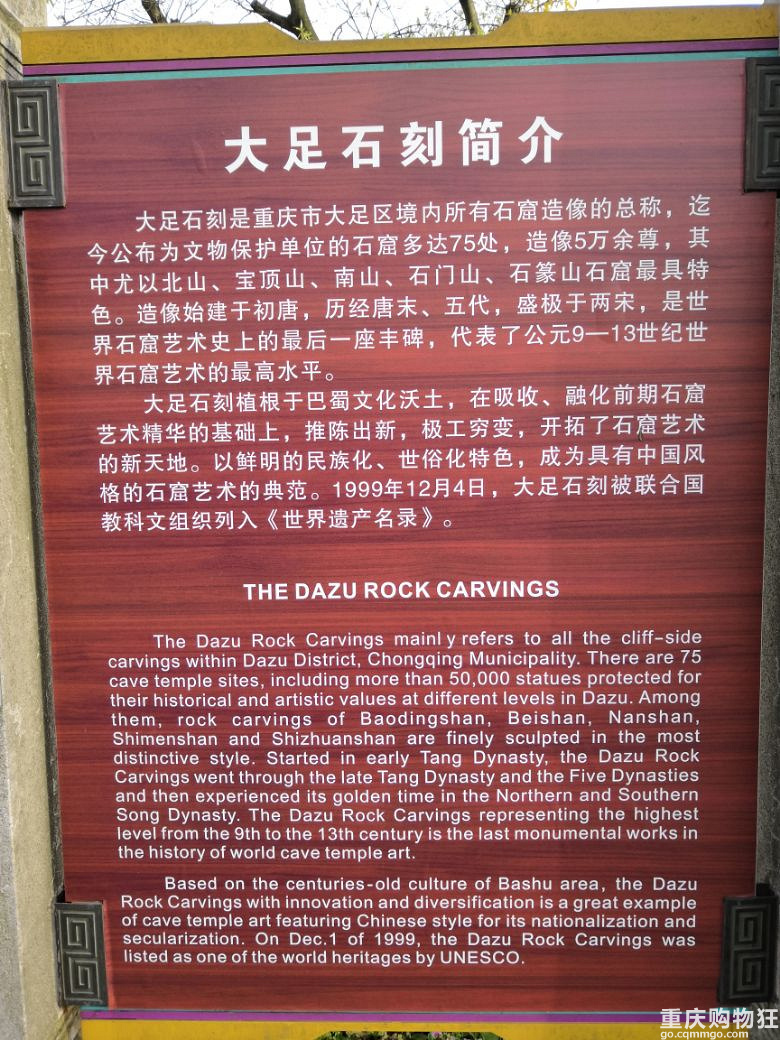 大足石刻简介
大足石刻是重庆市大足区境内所有石窟造像的总称，迄
今公布为文物保护单位的石窟多达75处，造像5万余尊，其
中尤以北山、宝顶山、南山、石门山、石篆山石窟最具特
色。造像始建于初唐，历经唐末、五代，盛极于两宋，是世
界石窟艺术史上的最后一座丰碑，代表了公元9—13世纪世
界石窟艺术的最高水平。
大足石刻植根于巴蜀文化沃土，在吸收、融化前期石窟
艺术精华的基础上，推陈出新，极工穷变，开拓了石窟艺术
的新天地。以鲜明的民族化、世俗化特色，成为具有中国风
格的石窟艺术的典范。1999年12月4日，大足石刻被联合国
教科文组织列入《世界遗产名录》。
THE DAZU ROCK CARVINGS
The Dazu Rock Carvings mainl y refers to all the cliff-side
carvings within Dazu District, Chongqing Municipality. There are 75
cave temple sites, including more than 50,000 statues protected for
their historical and artistic values at different levels in Dazu. Among
them, rock carvings of Baodingshan, Beishan, Nanshan,
Shimenshan and Shizhuanshan are finely sculpted in the most
distinctive style. Started in early Tang Dynasty, the Dazu Rock
Carvings went through the late Tang Dynasty and the Five Dynasties
and then experienced its golden time in the Northern and Southern
Song Dynasty. The Dazu Rock Carvings representing the highest
level from the 9th to the 13th century is the last monumental works in
the history of world cave temple art.
Based on the centuries-old culture of Bashu area, the Dazu
Rock Carvings with innovation and diversification is a great example
of cave temple art featuring Chinese style for its nationalization and
secularization. On Dec.1 of 1999, the Dazu Rock Carvings was
listed as one of the world heritages by UNESCO.
重庆购物狂
go.cqmmgo.com